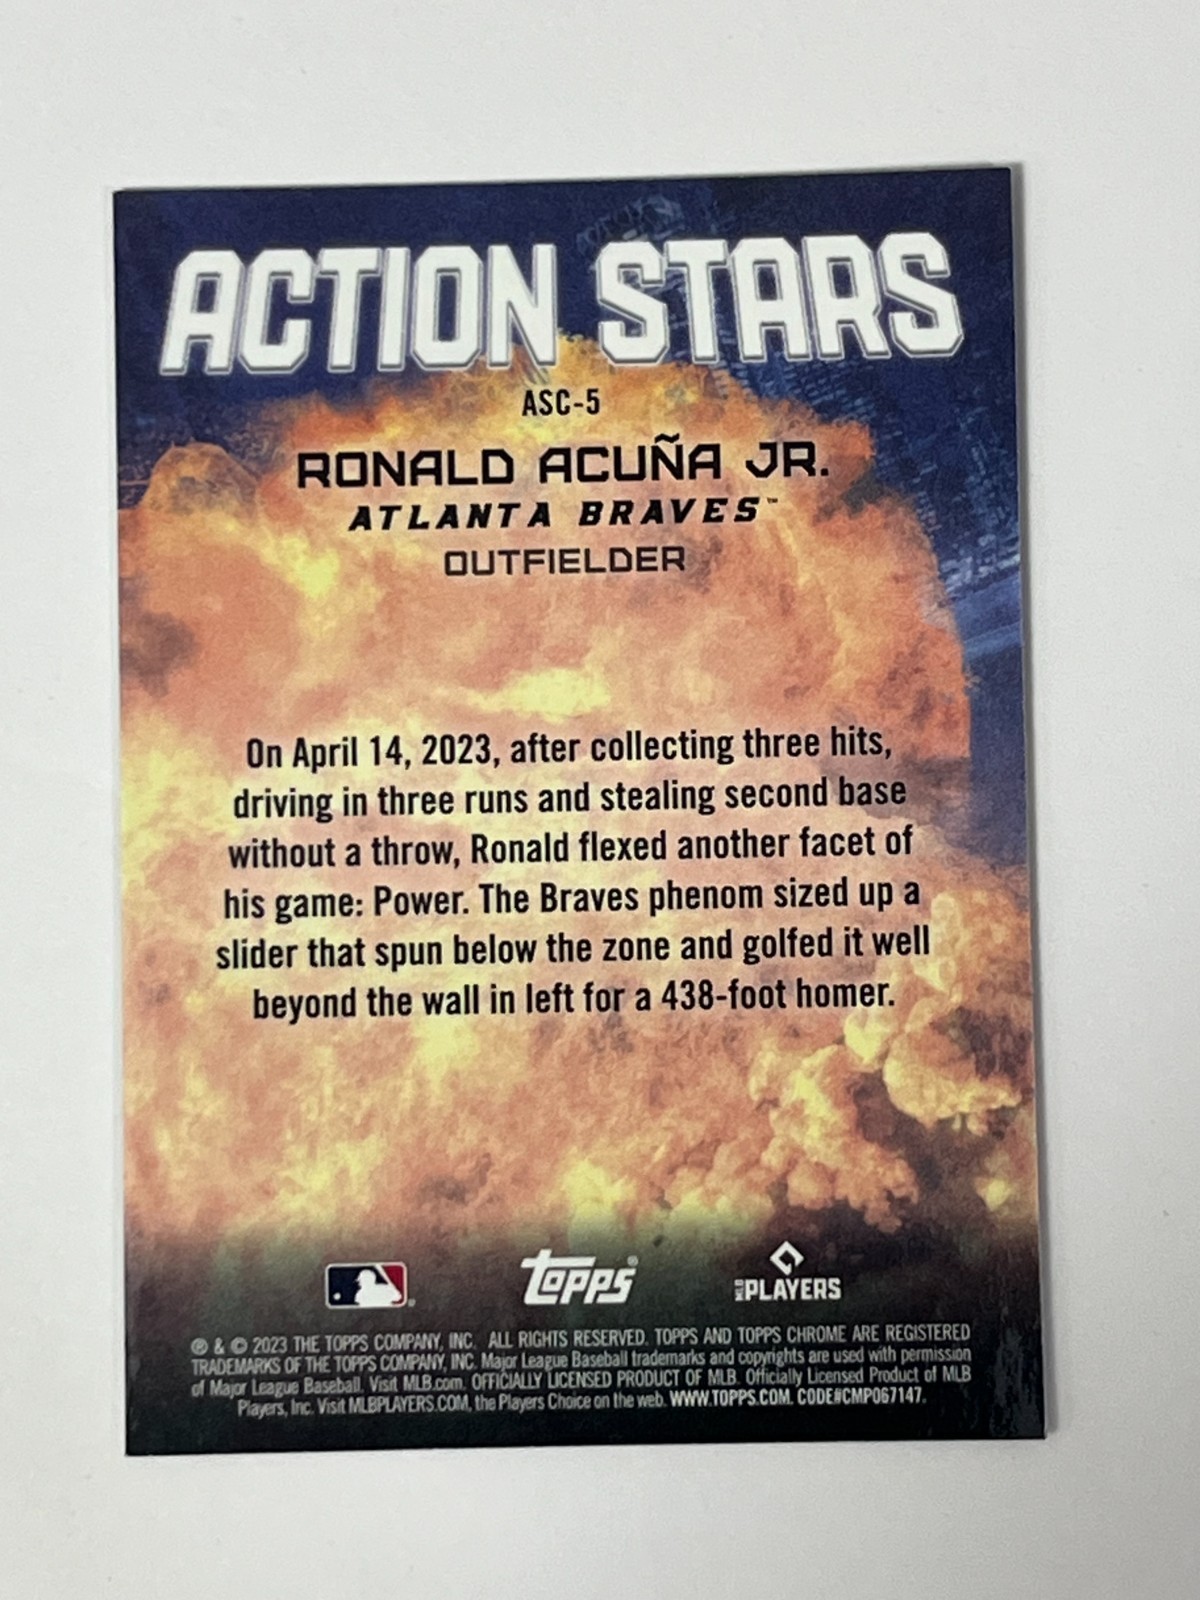 ACTION STARS
ASC-5
RONALD ACUÑA JR.
ATLANTA BRAVES™
OUTFIELDER
On April 14, 2023, after collecting three hits,
driving in three runs and stealing second base
without a throw, Ronald flexed another facet of
his game: Power. The Braves phenom sized up a
slider that spun below the zone and golfed it well
beyond the wall in left for a 438-foot homer.
topps®
MLB PLAYERS
® & © 2023 THE TOPPS COMPANY, INC. ALL RIGHTS RESERVED. TOPPS AND TOPPS CHROME ARE REGISTERED
TRADEMARKS OF THE TOPPS COMPANY, INC. Major League Baseball trademarks and copyrights are used with permission
of Major League Baseball. Visit MLB.com. OFFICIALLY LICENSED PRODUCT OF MLB. Officially Licensed Product of MLB
Players, Inc. Visit MLBPLAYERS.COM, the Players Choice on the web. WWW.TOPPS.COM. CODE#CMP067147.